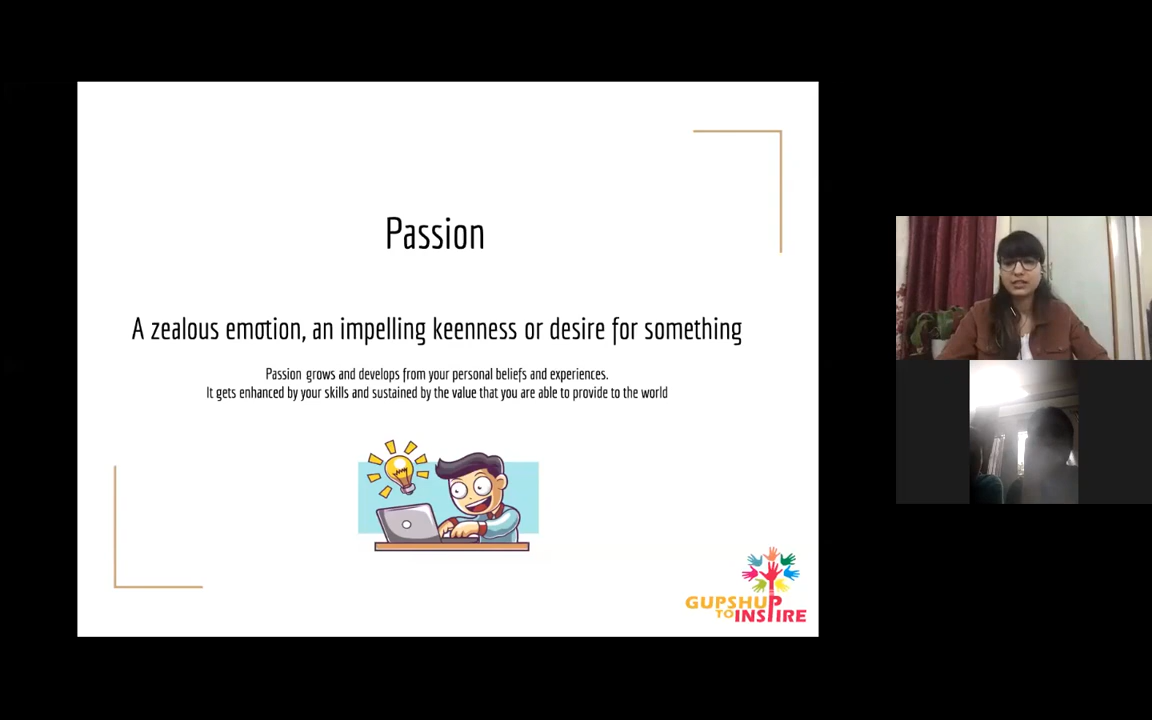 Passion
A zealous emotion, an impelling keenness or desire for something
Passion grows and develops from your personal beliefs and experiences.
It gets enhanced by your skills and sustained by the value that you are able to provide to the world
GUPSHUP
TO INSPIRE